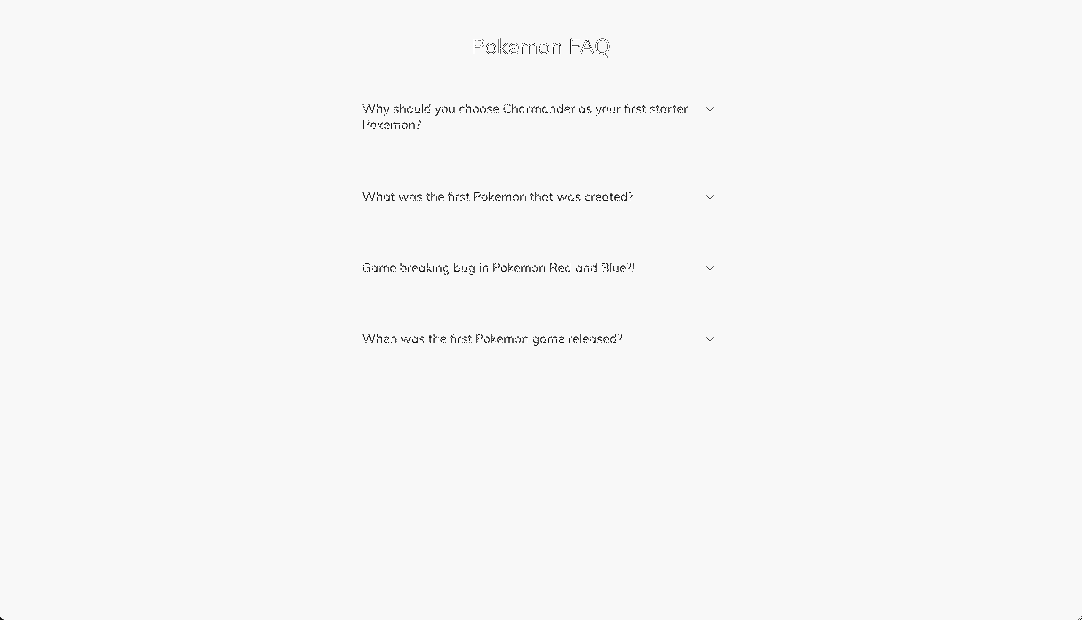 Pokemon FAQ
Why should you choose Charmander as your first starter
Pokemon?
What was the first Pokemon that was created?
Game breaking bug in Pokemon Red and Blue?!
When was the first Pokemon game released?